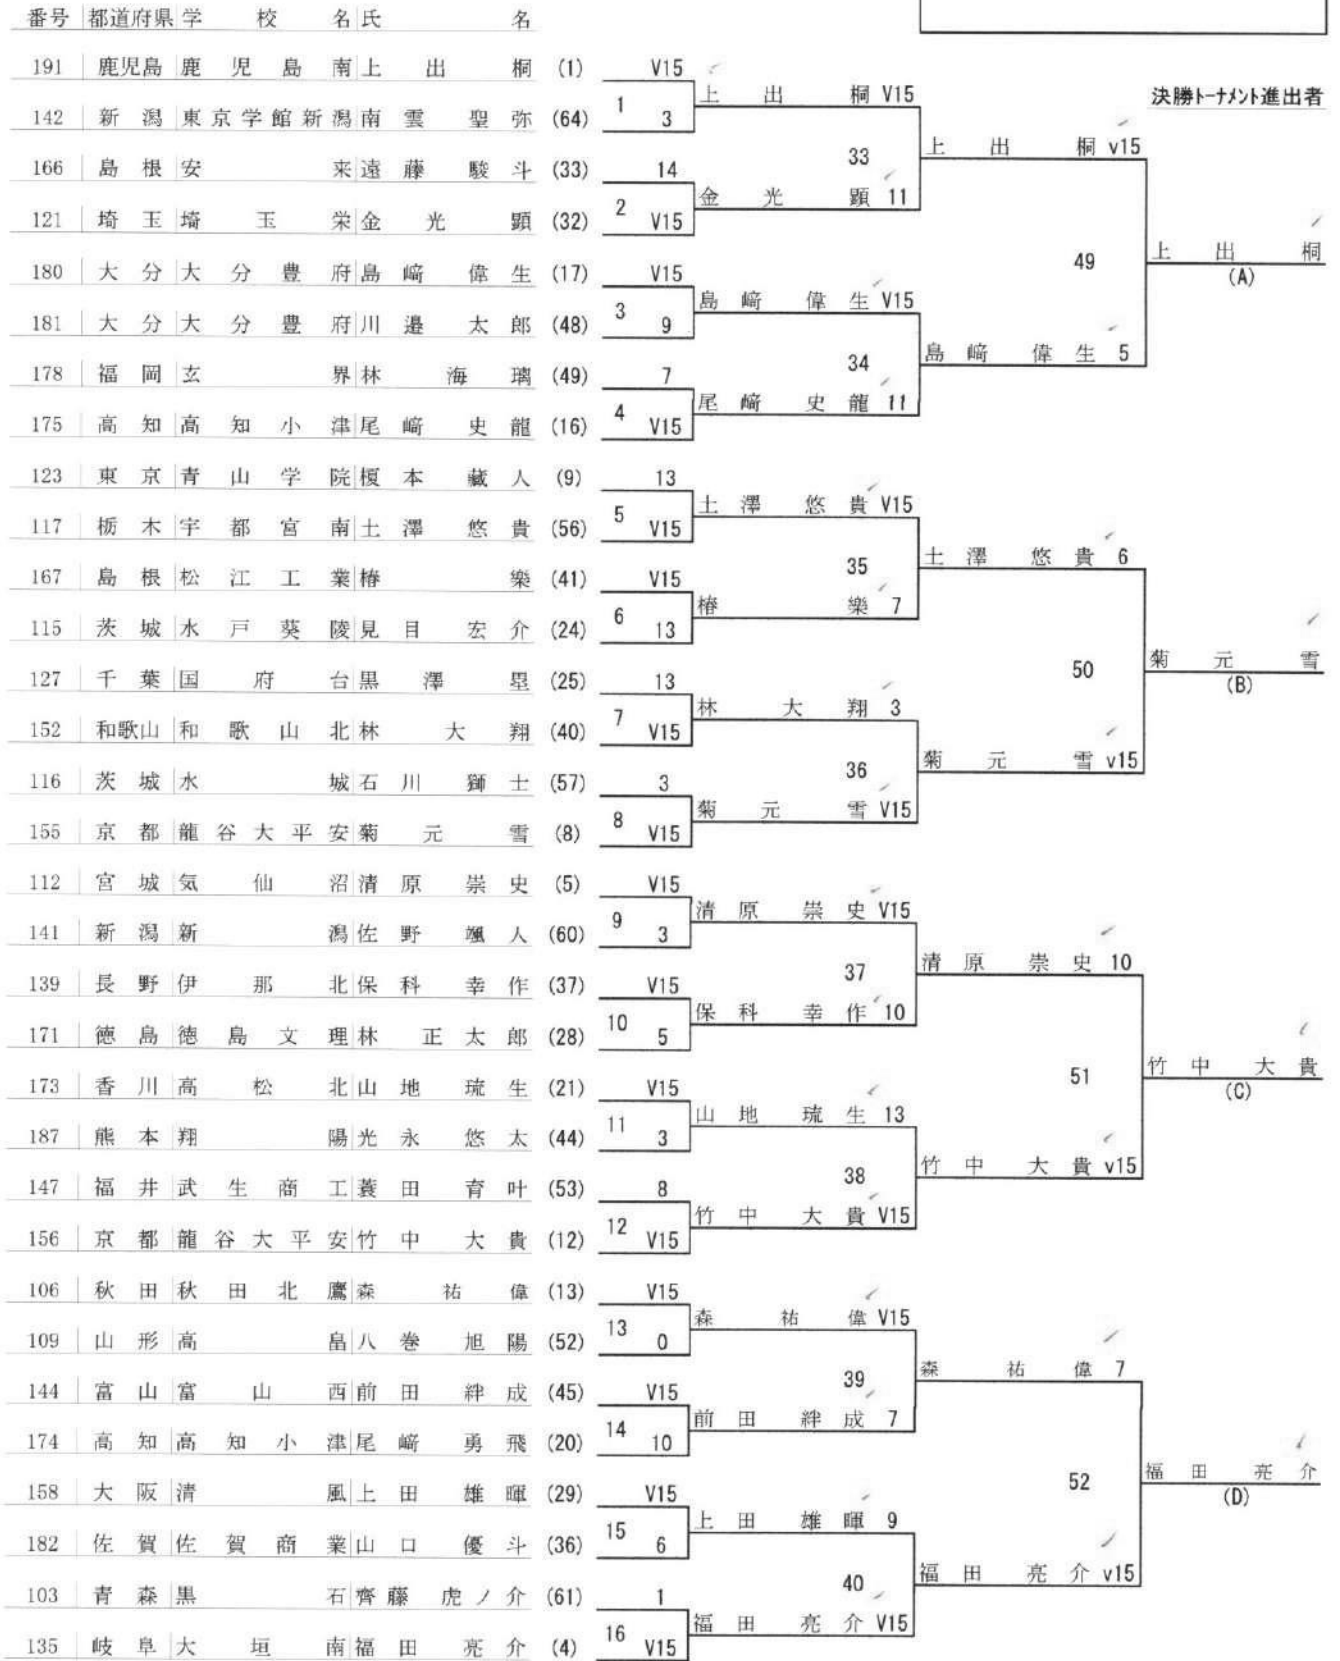 番号 都道府県 学校名 氏名
191 鹿児島 鹿児島南 上出桐 (1) V15
1 上出桐 V15
決勝トーナメント進出者
142 新潟 東京学館新潟 南雲聖弥 (64) 3
33 上出桐 v15
166 島根 安来 遠藤駿斗 (33) 14
2 金光顕 11
121 埼玉 埼玉栄 金光顕 (32) V15
49 上出桐 (A)
180 大分 大分豊府 島﨑偉生 (17) V15
3 島﨑偉生 V15
181 大分 大分豊府 川邉太郎 (48) 9
34 島﨑偉生 5
178 福岡 玄界 林海璃 (49) 7
4 尾﨑史龍 11
175 高知 高知小津 尾﨑史龍 (16) V15
123 東京 青山学院 榎本蔵人 (9) 13
5 土澤悠貴 V15
117 栃木 宇都宮南 土澤悠貴 (56) V15
35 土澤悠貴 6
167 島根 松江工業 椿樂 (41) V15
6 椿樂 7
115 茨城 水戸葵陵 見目宏介 (24) 13
50 菊元雪 (B)
127 千葉 国府台 黒澤塁 (25) 13
7 林大翔 3
152 和歌山 和歌山北 林大翔 (40) V15
36 菊元雪 v15
116 茨城 水城 石川獅士 (57) 3
8 菊元雪 V15
155 京都 龍谷大平安 菊元雪 (8) V15
112 宮城 気仙沼 清原崇史 (5) V15
9 清原崇史 V15
141 新潟 新潟 佐野颯人 (60) 3
37 清原崇史 10
139 長野 伊那北 保科幸作 (37) V15
10 保科幸作 10
171 徳島 徳島文理 林正太郎 (28) 5
51 竹中大貴 (C)
173 香川 高松北 山地琉生 (21) V15
11 山地琉生 13
187 熊本 翔陽 光永悠太 (44) 3
38 竹中大貴 v15
147 福井 武生商工 蓑田育叶 (53) 8
12 竹中大貴 V15
156 京都 龍谷大平安 竹中大貴 (12) V15
106 秋田 秋田北鷹 森祐偉 (13) V15
13 森祐偉 V15
109 山形 高畠 八巻旭陽 (52) 0
39 森祐偉 7
144 富山 富山西 前田絆成 (45) V15
14 前田絆成 7
174 高知 高知小津 尾﨑勇飛 (20) 10
52 福田亮介 (D)
158 大阪 清風 上田雄暉 (29) V15
15 上田雄暉 9
182 佐賀 佐賀商業 山口優斗 (36) 6
40 福田亮介 v15
103 青森 黒石 齊藤虎ノ介 (61) 1
16 福田亮介 V15
135 岐阜 大垣南 福田亮介 (4) V15